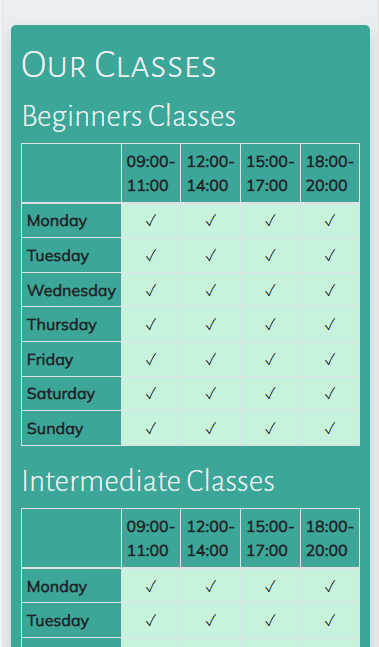 Our Classes
Beginners Classes
09:00-11:00 12:00-14:00 15:00-17:00 18:00-20:00
Monday ✓ ✓ ✓ ✓
Tuesday ✓ ✓ ✓ ✓
Wednesday ✓ ✓ ✓ ✓
Thursday ✓ ✓ ✓ ✓
Friday ✓ ✓ ✓ ✓
Saturday ✓ ✓ ✓ ✓
Sunday ✓ ✓ ✓ ✓
Intermediate Classes
09:00-11:00 12:00-14:00 15:00-17:00 18:00-20:00
Monday ✓ ✓ ✓ ✓
Tuesday ✓ ✓ ✓ ✓